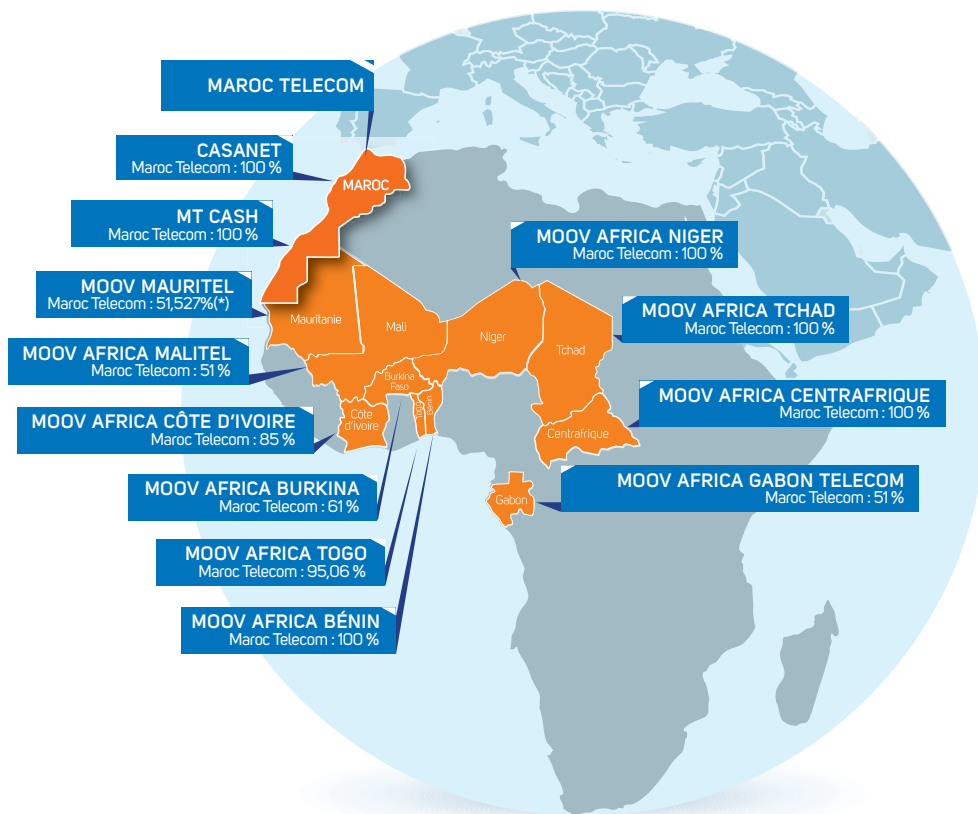 MAROC TELECOM
CASANET
Maroc Telecom : 100 %
MT CASH
Maroc Telecom : 100 %
MOOV MAURITEL
Maroc Telecom : 51,527%(*)
MOOV AFRICA MALITEL
Maroc Telecom : 51 %
MOOV AFRICA CÔTE D’IVOIRE
Maroc Telecom : 85 %
MOOV AFRICA BURKINA
Maroc Telecom : 61 %
MOOV AFRICA TOGO
Maroc Telecom : 95,06 %
MOOV AFRICA BÉNIN
Maroc Telecom : 100 %
MOOV AFRICA NIGER
Maroc Telecom : 100 %
MOOV AFRICA TCHAD
Maroc Telecom : 100 %
MOOV AFRICA CENTRAFRIQUE
Maroc Telecom : 100 %
MOOV AFRICA GABON TELECOM
Maroc Telecom : 51 %
MAROC
Mauritanie
Mali
Niger
Tchad
Burkina
Faso
Côte
d’ivoire
Togo
Bénin
Centrafrique
Gabon